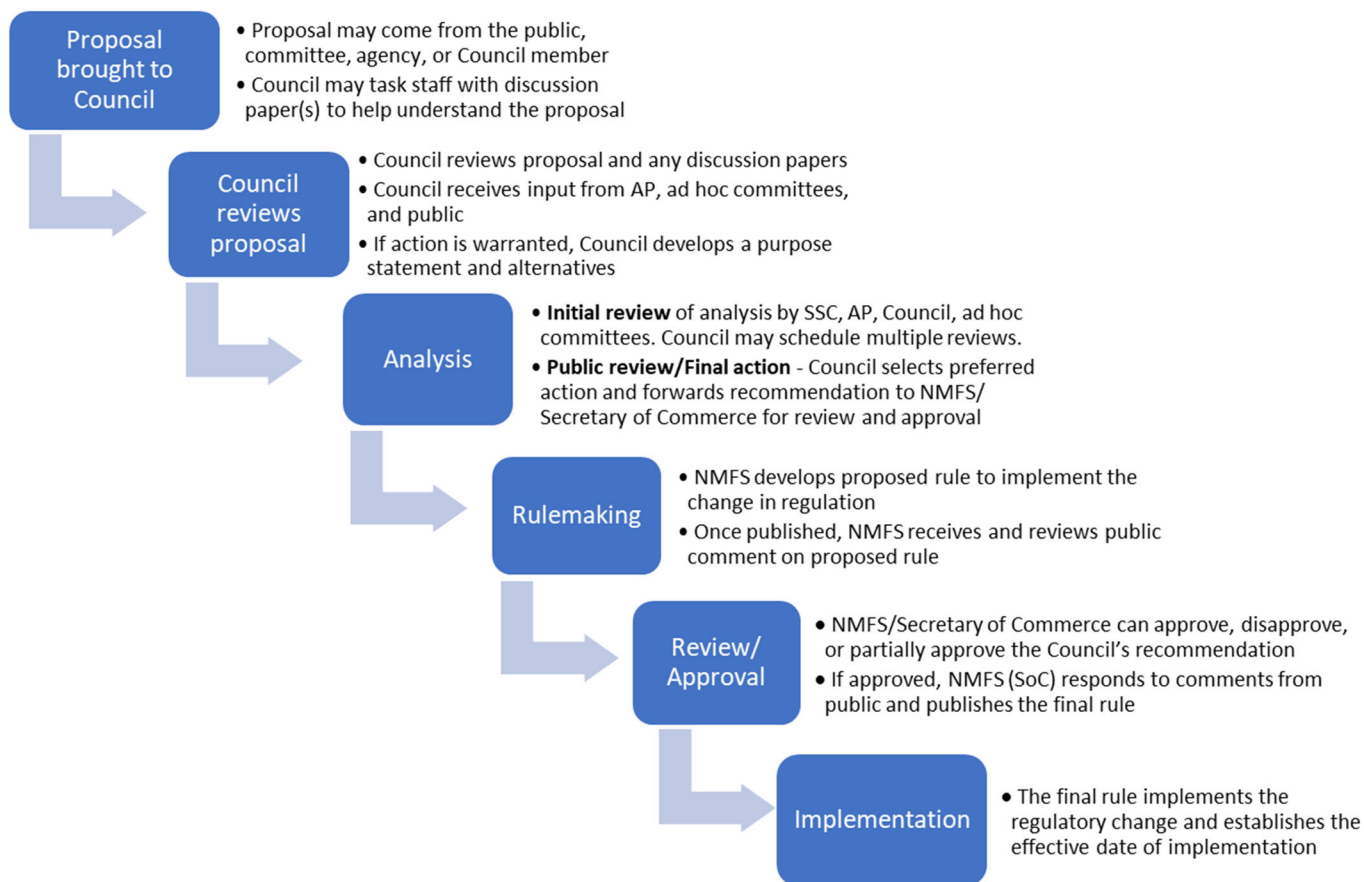 Proposal
brought to
Council
• Proposal may come from the public,
committee, agency, or Council member
• Council may task staff with discussion
paper(s) to help understand the proposal
Council
reviews
proposal
• Council reviews proposal and any discussion papers
• Council receives input from AP, ad hoc committees,
and public
• If action is warranted, Council develops a purpose
statement and alternatives
Analysis
• Initial review of analysis by SSC, AP, Council, ad hoc
committees. Council may schedule multiple reviews.
• Public review/Final action - Council selects preferred
action and forwards recommendation to NMFS/
Secretary of Commerce for review and approval
Rulemaking
• NMFS develops proposed rule to implement the
change in regulation
• Once published, NMFS receives and reviews public
comment on proposed rule
Review/
Approval
• NMFS/Secretary of Commerce can approve, disapprove,
or partially approve the Council’s recommendation
• If approved, NMFS (SoC) responds to comments from
public and publishes the final rule
Implementation
• The final rule implements the
regulatory change and establishes the
effective date of implementation